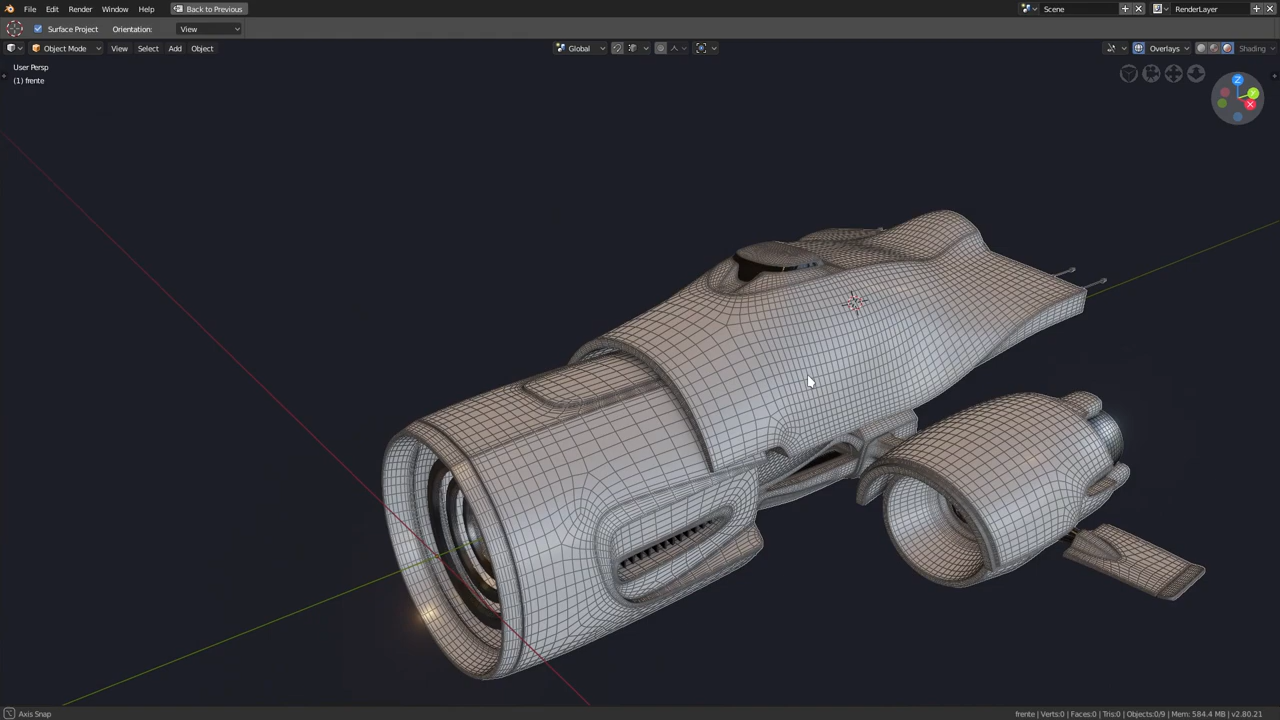 File Edit Render Window Help Back to Previous Scene RenderLayer
Surface Project Orientation: View
Object Mode View Select Add Object Global Overlays Shading
User Persp
(1) frente
Z
Y
X
Axis Snap frente | Verts:0 | Faces:0 | Tris:0 | Objects:0/9 | Mem: 584.4 MB | v2.80.21